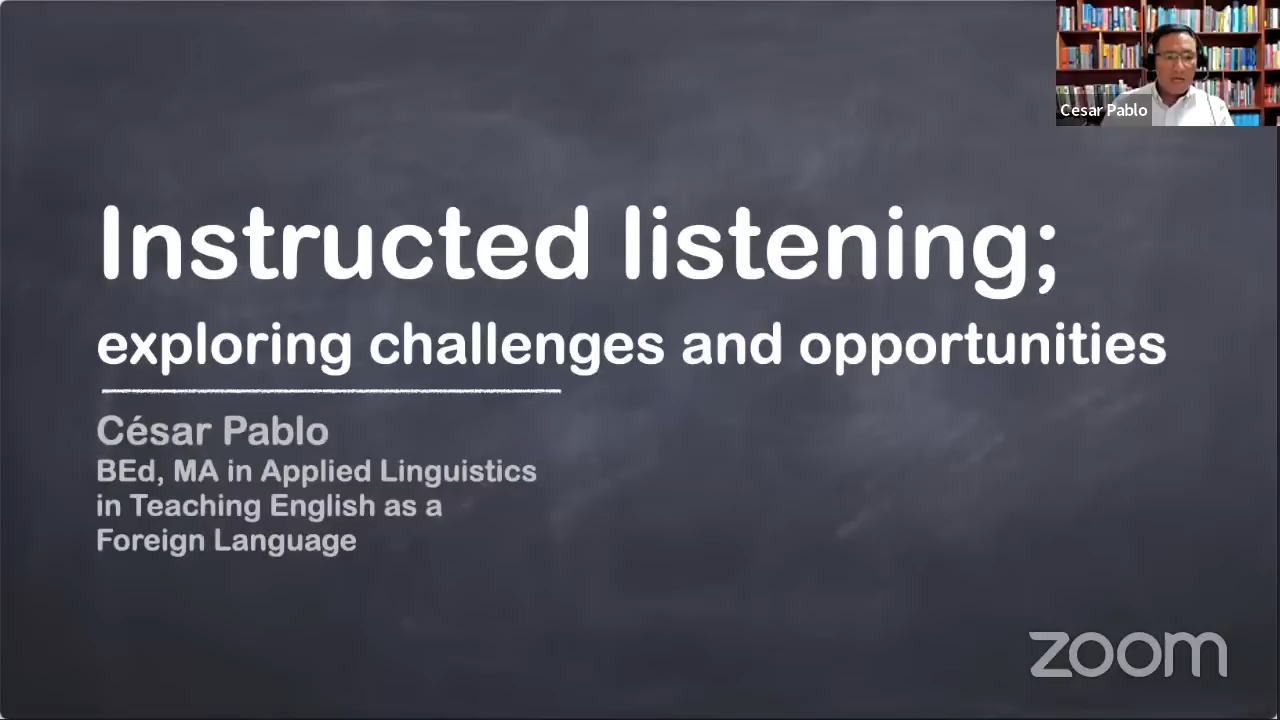 Cesar Pablo
Instructed listening;
exploring challenges and opportunities
César Pablo
BEd, MA in Applied Linguistics
in Teaching English as a
Foreign Language
zoom